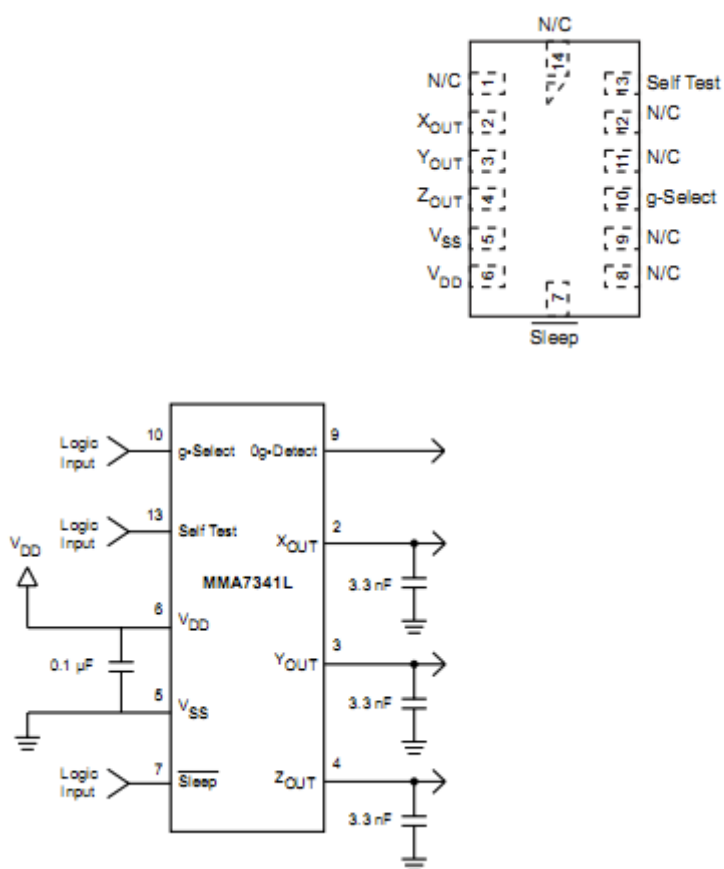 N/C
14
N/C 1 13 Self Test
XOUT 2 12 N/C
YOUT 3 11 N/C
ZOUT 4 10 g-Select
VSS 5 9 N/C
VDD 6 8 N/C
7
Sleep
Logic Input 10 g-Select 0g-Detect 9
Logic Input 13 Self Test XOUT 2
VDD
MMA7341L
3.3 nF
6 VDD
0.1 µF
YOUT 3
5 VSS
3.3 nF
Logic Input 7 Sleep ZOUT 4
3.3 nF